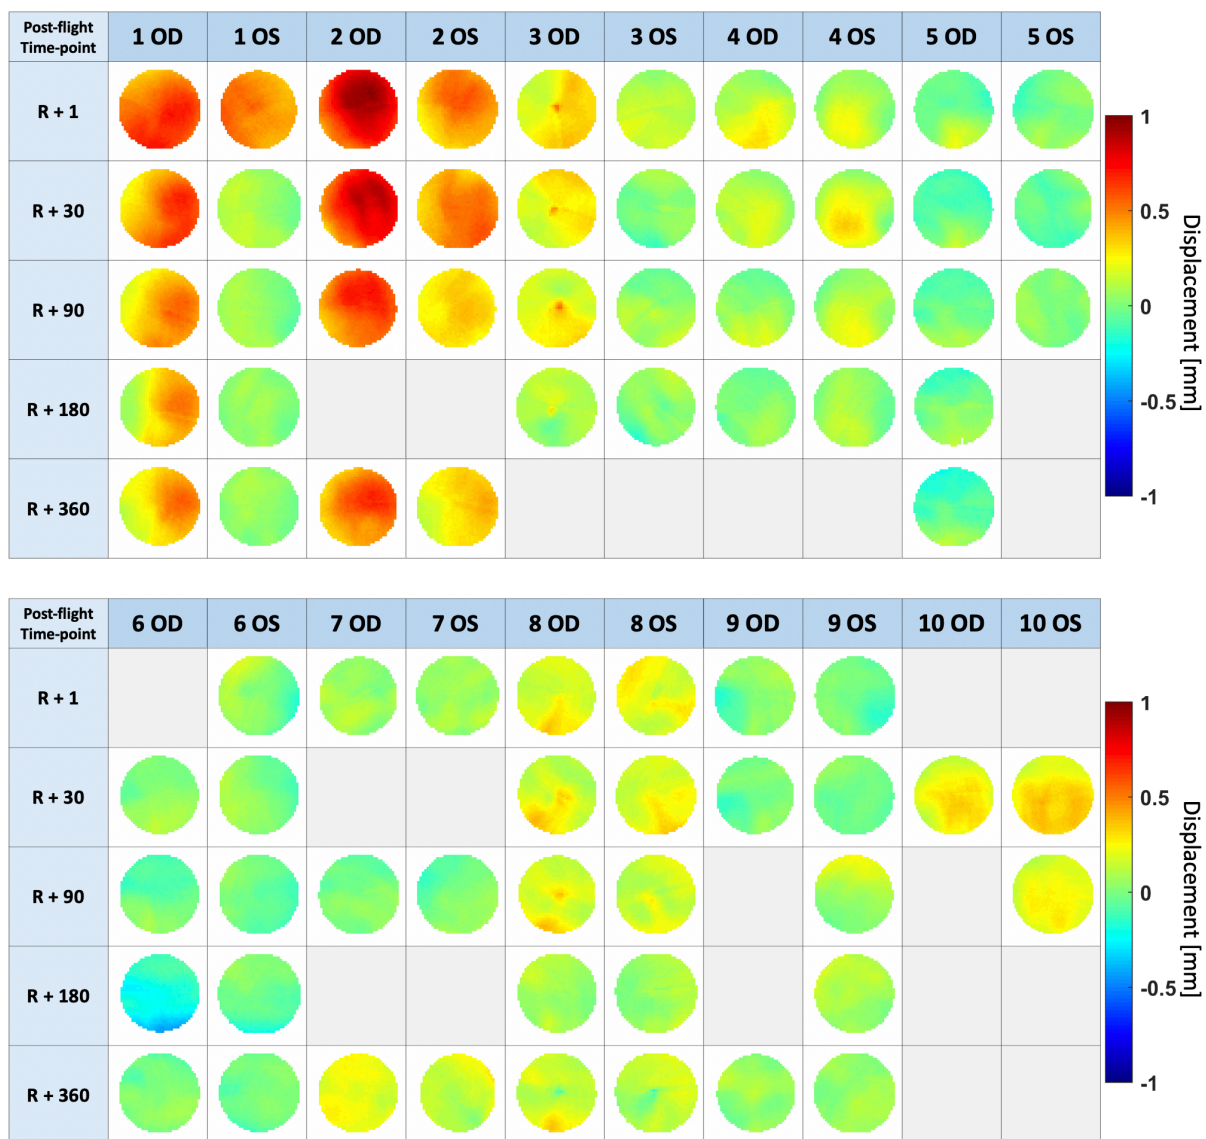 Post-flight
Time-point
1 OD 1 OS 2 OD 2 OS 3 OD 3 OS 4 OD 4 OS 5 OD 5 OS
R + 1
R + 30
R + 90
R + 180
R + 360
1
0.5
0
-0.5
-1
Displacement [mm]
Post-flight
Time-point
6 OD 6 OS 7 OD 7 OS 8 OD 8 OS 9 OD 9 OS 10 OD 10 OS
R + 1
R + 30
R + 90
R + 180
R + 360
1
0.5
0
-0.5
-1
Displacement [mm]